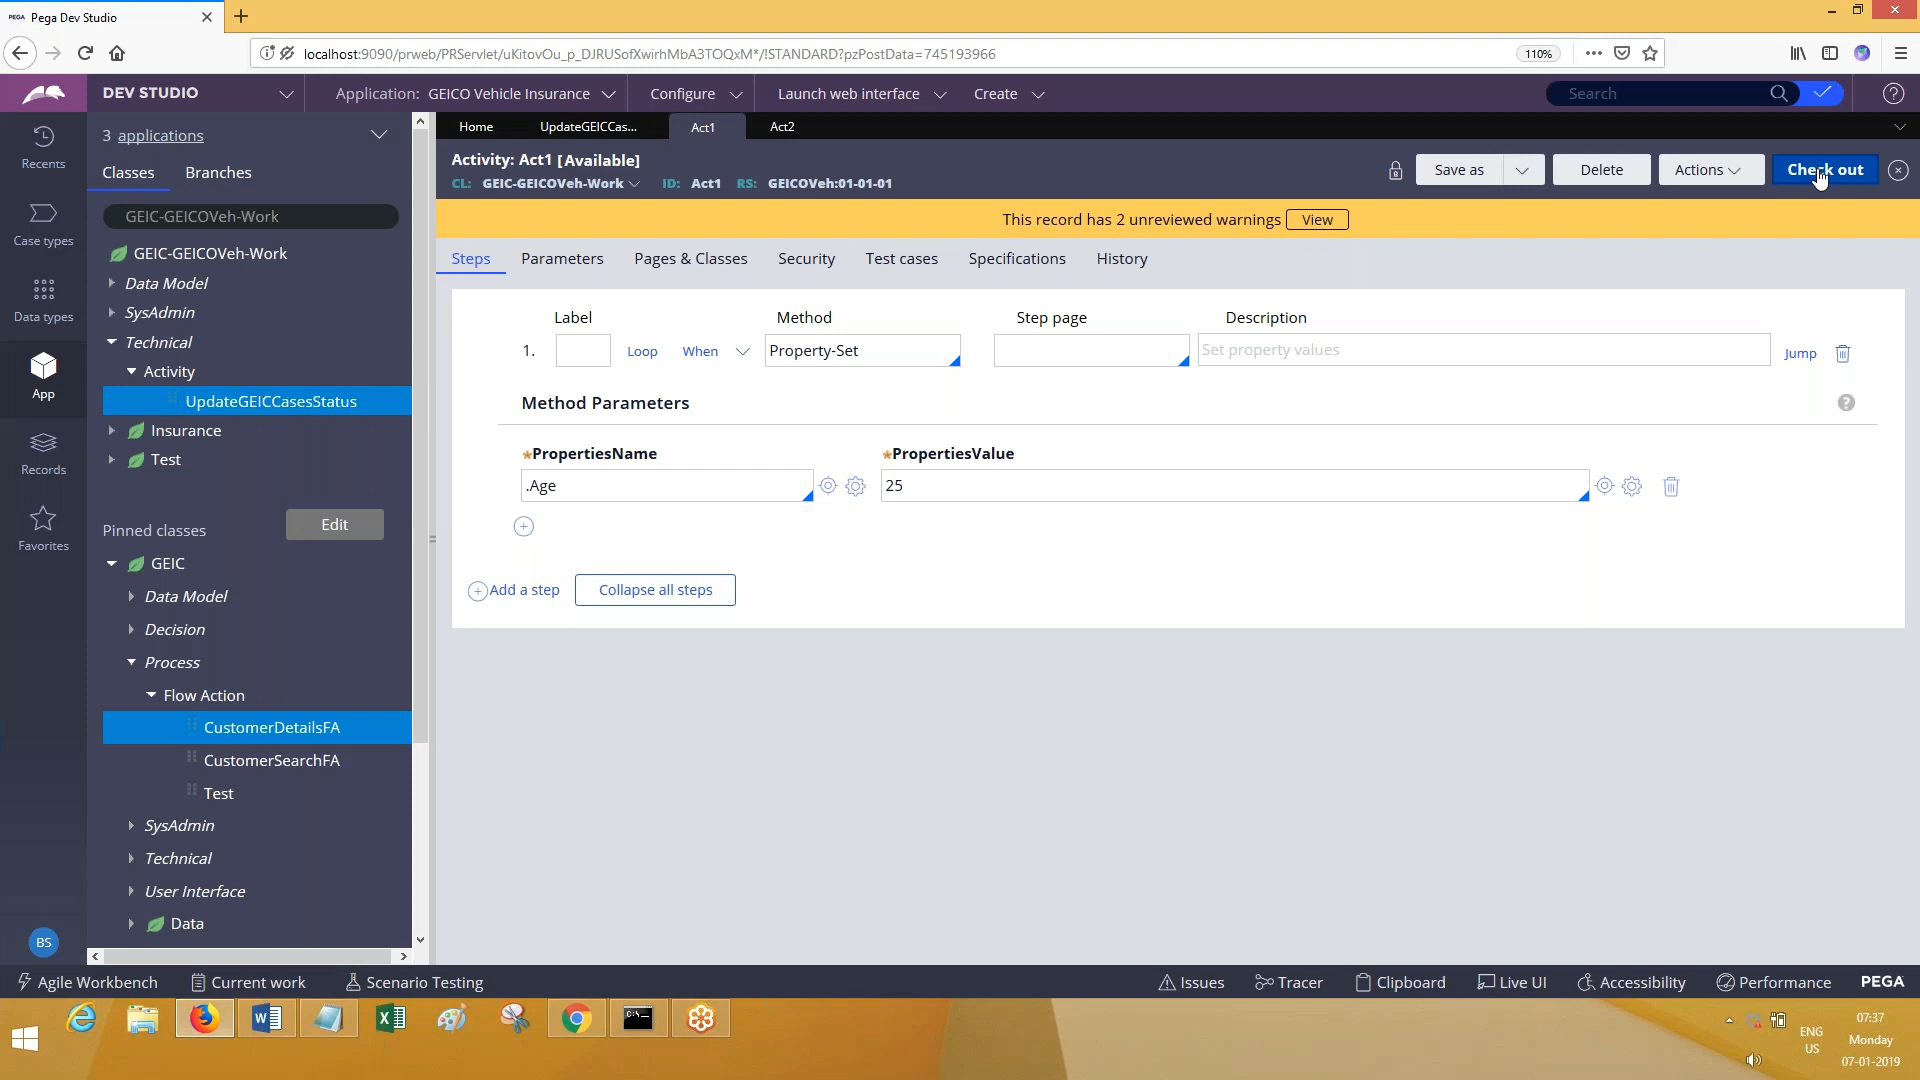 PEGA Pega Dev Studio
localhost:9090/prweb/PRServlet/uKitovOu_p_DJRUSofXwirhMbA3TOQxM*/!STANDARD?pzPostData=745193966
110%
DEV STUDIO
Application: GEICO Vehicle Insurance
Configure
Launch web interface
Create
Search
Recents
Case types
Data types
App
Records
Favorites
BS
3 applications
Classes Branches
GEIC-GEICOVeh-Work
GEIC-GEICOVeh-Work
Data Model
SysAdmin
Technical
Activity
UpdateGEICCasesStatus
Insurance
Test
Pinned classes
Edit
GEIC
Data Model
Decision
Process
Flow Action
CustomerDetailsFA
CustomerSearchFA
Test
SysAdmin
Technical
User Interface
Data
Home UpdateGEICCas... Act1 Act2
Activity: Act1 [Available]
CL: GEIC-GEICOVeh-Work ID: Act1 RS: GEICOVeh:01-01-01
Save as
Delete
Actions
Check out
This record has 2 unreviewed warnings View
Steps Parameters Pages & Classes Security Test cases Specifications History
Label Method Step page Description
1. Loop When Property-Set Set property values Jump
Method Parameters
*PropertiesName *PropertiesValue
.Age 25
Add a step Collapse all steps
Agile Workbench Current work Scenario Testing Issues Tracer Clipboard Live UI Accessibility Performance PEGA
ENG
US
07:37
Monday
07-01-2019